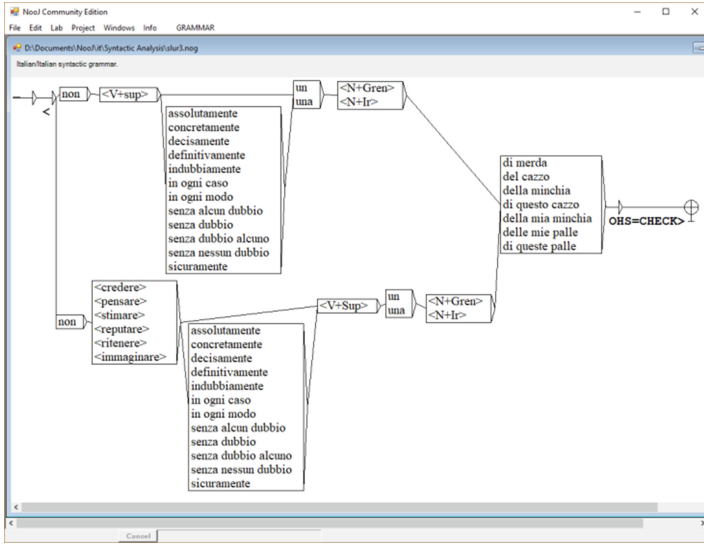 NooJ Community Edition
File Edit Lab Project Windows Info GRAMMAR
D:\Documents\NooJ\it\Syntactic Analysis\slur3.nog
Italian/Italian syntactic grammar.
<
non
<V+sup>
assolutamente
concretamente
decisamente
definitivamente
indubbiamente
in ogni caso
in ogni modo
senza alcun dubbio
senza dubbio
senza dubbio alcuno
senza nessun dubbio
sicuramente
un
una
<N+Gren>
<N+Ir>
di merda
del cazzo
della minchia
di questo cazzo
della mia minchia
delle mie palle
di queste palle
OHS=CHECK>
non
<credere>
<pensare>
<stimare>
<reputare>
<ritenere>
<immaginare>
assolutamente
concretamente
decisamente
definitivamente
indubbiamente
in ogni caso
in ogni modo
senza alcun dubbio
senza dubbio
senza dubbio alcuno
senza nessun dubbio
sicuramente
<V+Sup>
un
una
<N+Gren>
<N+Ir>
Cancel